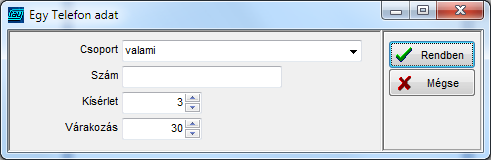 Egy Telefon adat
Csoport valami
Rendben
Szám
Mégse
Kísérlet 3
Várakozás 30